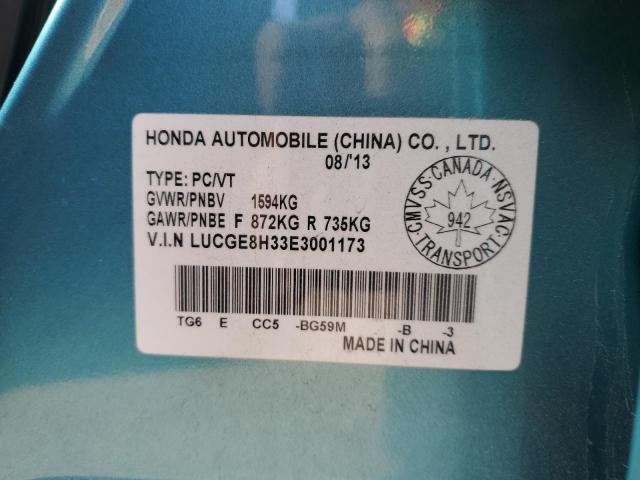 HONDA AUTOMOBILE (CHINA) CO. , LTD.
08/'13
TYPE: PC/VT
GVWR/PNBV 1594KG
GAWR/PNBE F 872KG R 735KG
V.I.N LUCGE8H33E3001173
CMVSS·CANADA·NSVAC·TRANSPORT·
942
TG6 E CC5 -BG59M -B -3
MADE IN CHINA